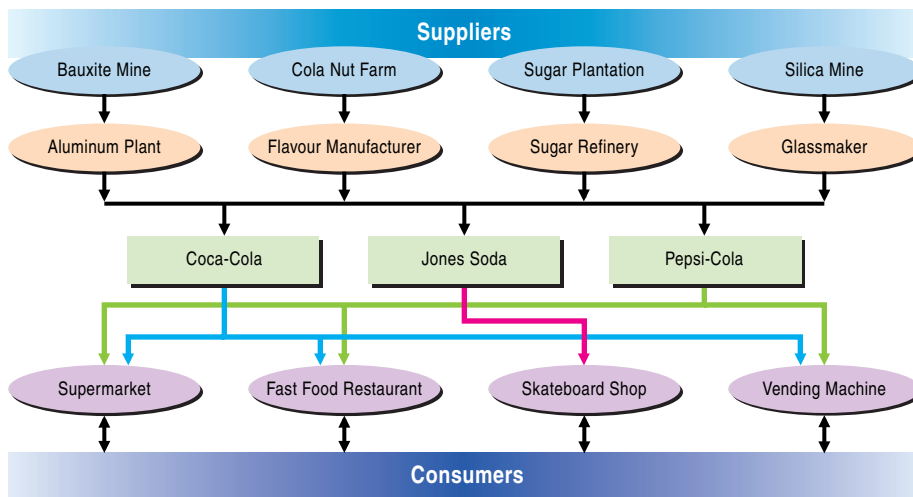 Suppliers
Bauxite Mine
Cola Nut Farm
Sugar Plantation
Silica Mine
Aluminum Plant
Flavour Manufacturer
Sugar Refinery
Glassmaker
Coca-Cola
Jones Soda
Pepsi-Cola
Supermarket
Fast Food Restaurant
Skateboard Shop
Vending Machine
Consumers